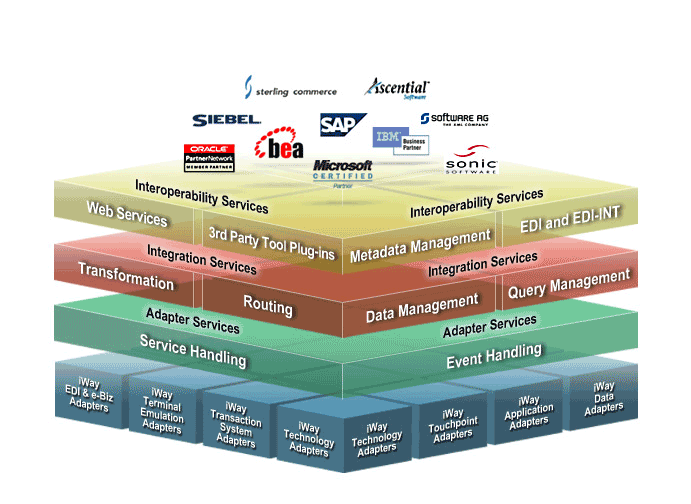 sterling commerce
Ascential
Software
SIEBEL
SAP
SOFTWARE AG
THE XML COMPANY
bea
IBM
Business
Partner
ORACLE
PartnerNetwork
MEMBER PARTNER
Microsoft
CERTIFIED
Partner
SONIC
SOFTWARE
Interoperability Services
Interoperability Services
Web Services
3rd Party Tool Plug-ins
Metadata Management
EDI and EDI-INT
Integration Services
Integration Services
Transformation
Routing
Data Management
Query Management
Adapter Services
Adapter Services
Service Handling
Event Handling
iWay
EDI & e-Biz
Adapters
iWay
Terminal
Emulation
Adapters
iWay
Transaction
System
Adapters
iWay
Technology
Adapters
iWay
Technology
Adapters
iWay
Touchpoint
Adapters
iWay
Application
Adapters
iWay
Data
Adapters